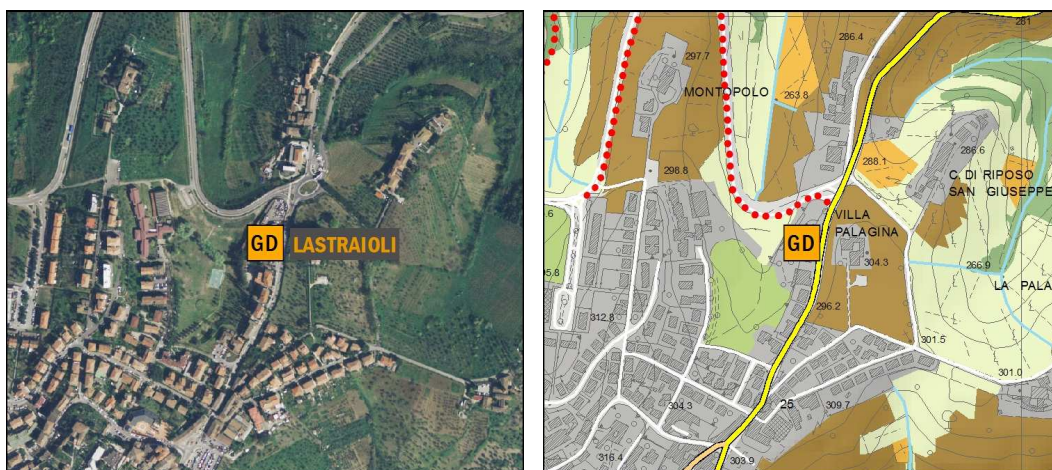 GD LASTRAIOLI
281
286.4
297.7
MONTOPOLO
263.8
286.6
288.1
298.8
C. DI RIPOSO
SAN GIUSEPPE
.6
VILLA
PALAGINA
GD
304.3
266.9
LA PALA
296.2
312.8
301.5
301.0
304.3
25
309.7
316.4
303.9